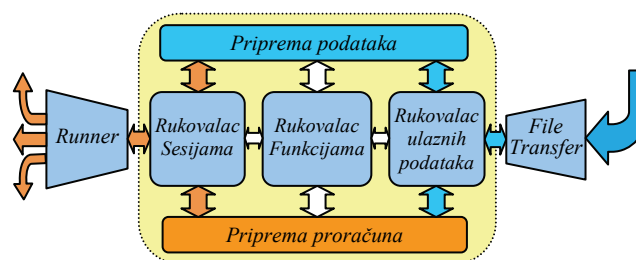 Priprema podataka
Runner
Rukovalac
Sesijama
Rukovalac
Funkcijama
Rukovalac
ulaznih
podataka
File
Transfer
Priprema proračuna